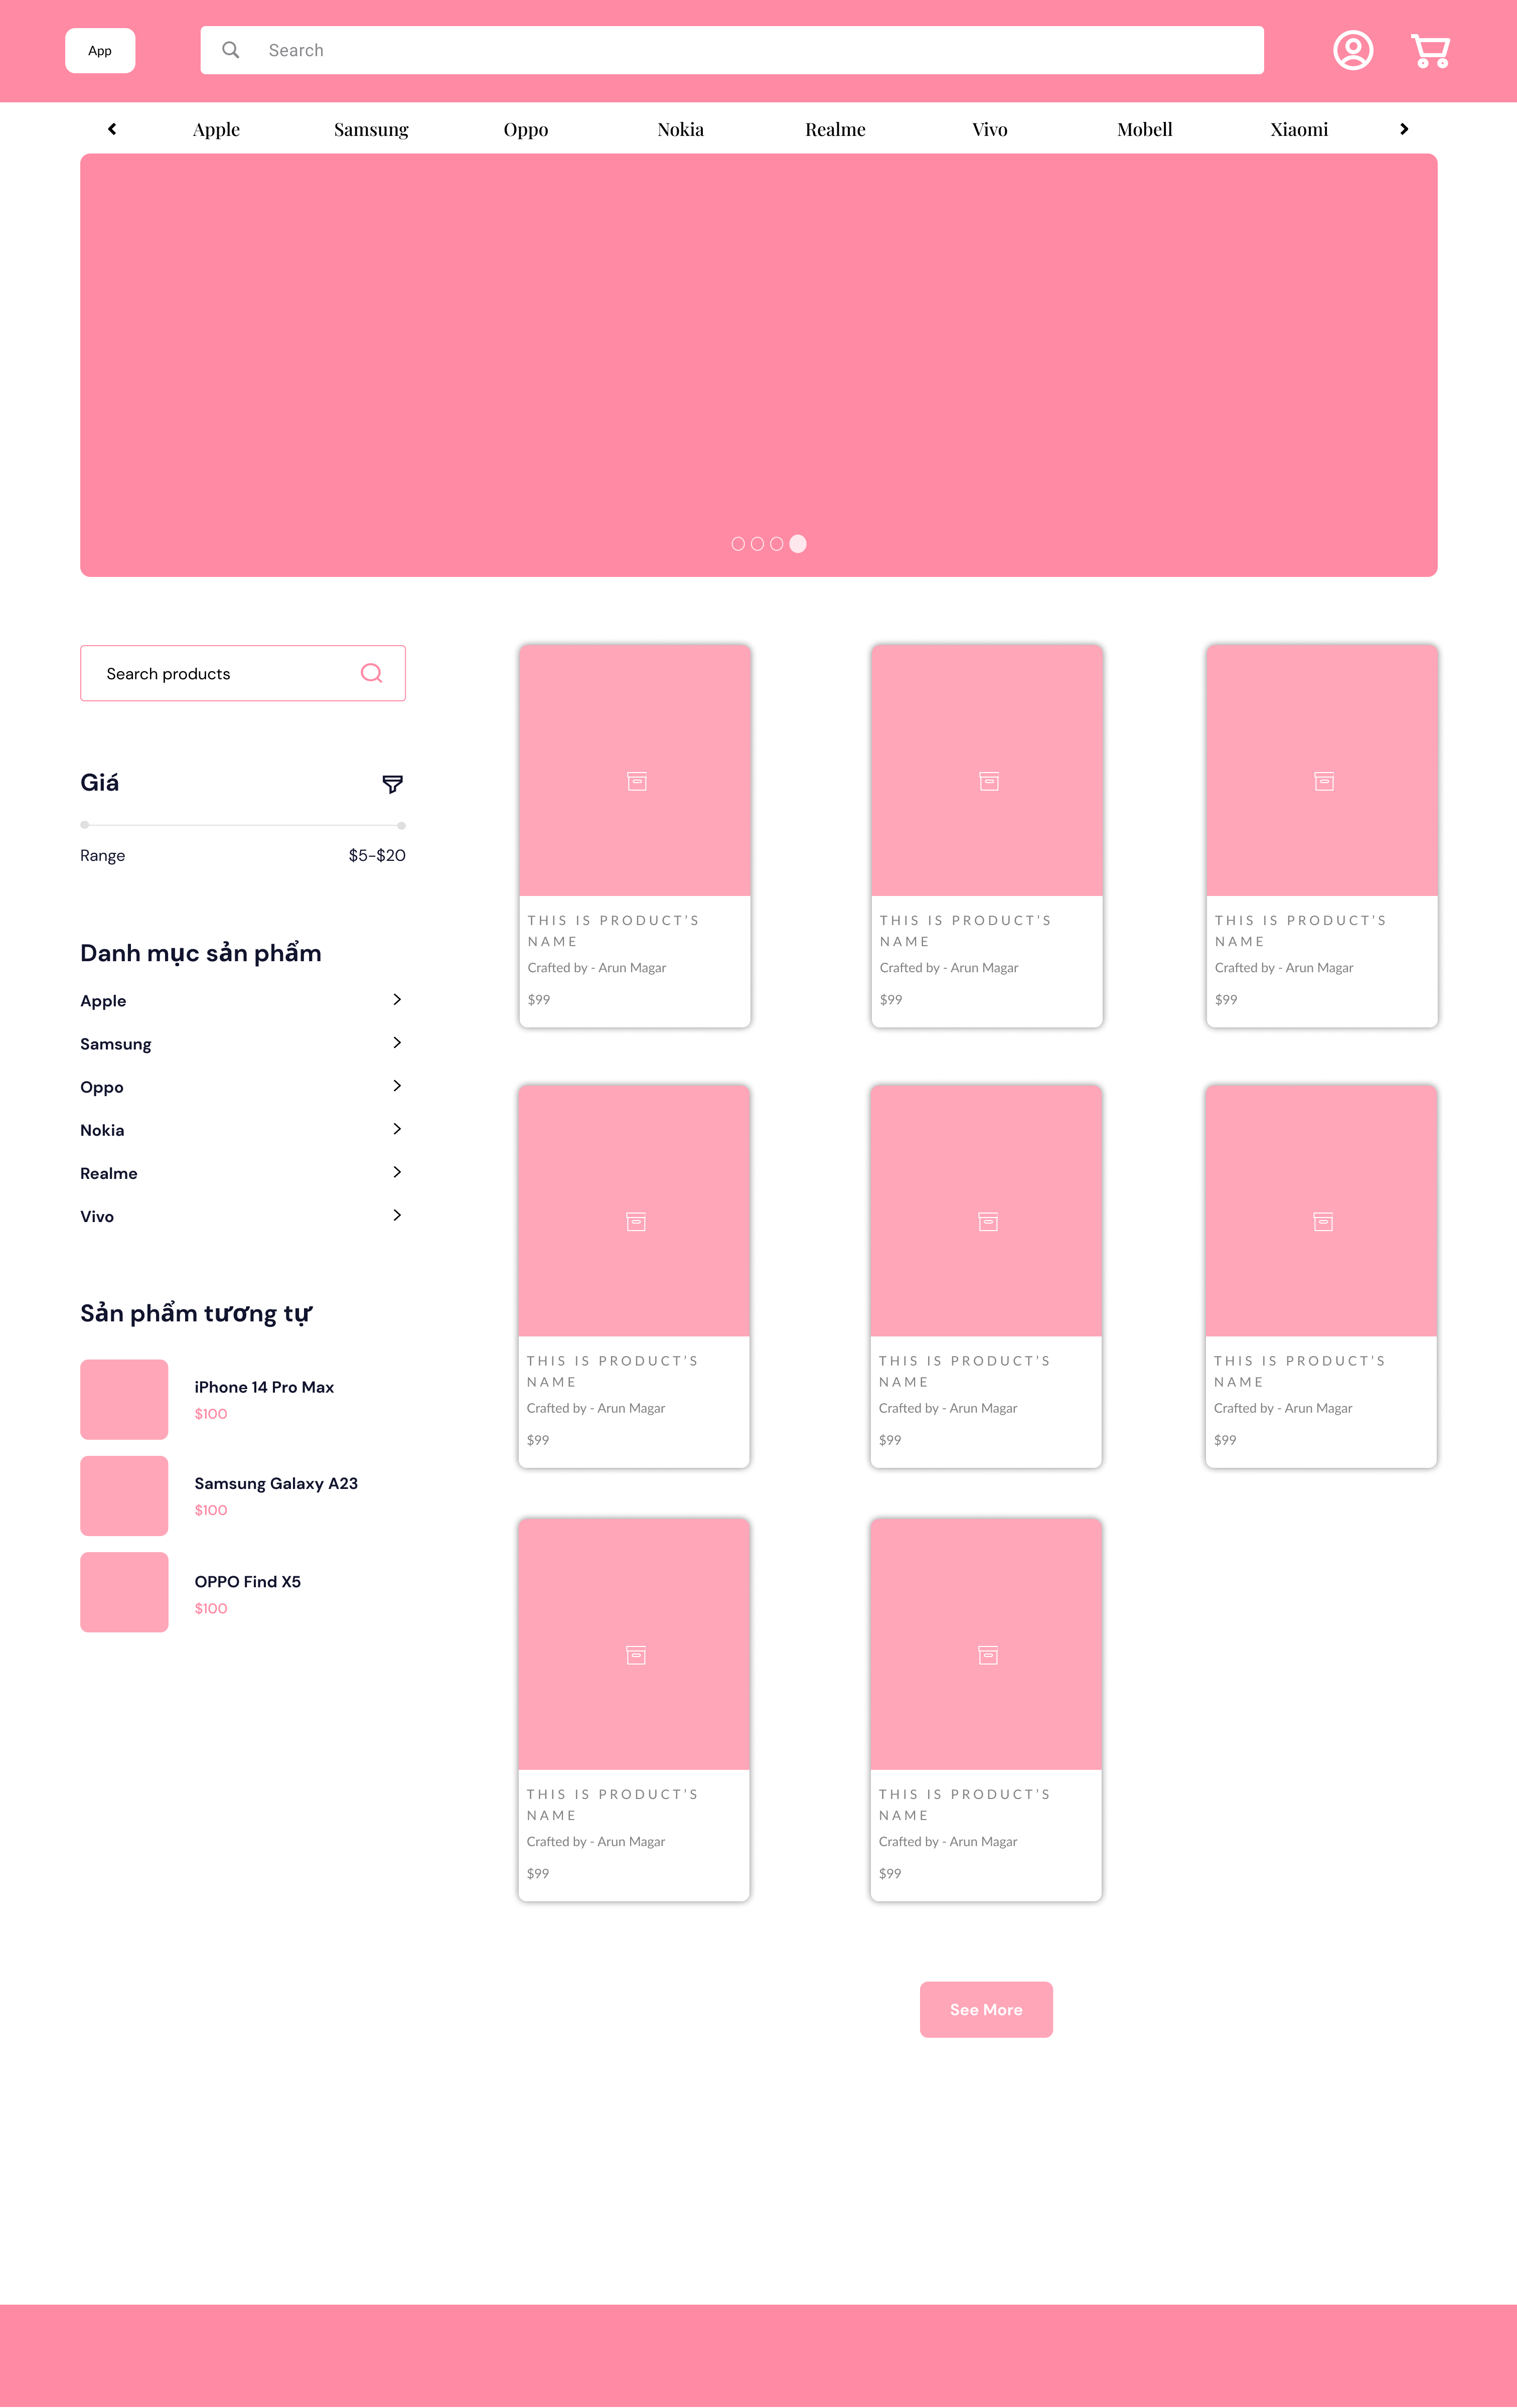 App
Search
Apple
Samsung
Oppo
Nokia
Realme
Vivo
Mobell
Xiaomi
Search products
Giá
Range
$5-$20
Danh mục sản phẩm
Apple
Samsung
Oppo
Nokia
Realme
Vivo
Sản phẩm tương tự
iPhone 14 Pro Max
$100
Samsung Galaxy A23
$100
OPPO Find X5
$100
THIS IS PRODUCT'S
NAME
Crafted by - Arun Magar
$99
THIS IS PRODUCT'S
NAME
Crafted by - Arun Magar
$99
THIS IS PRODUCT'S
NAME
Crafted by - Arun Magar
$99
THIS IS PRODUCT'S
NAME
Crafted by - Arun Magar
$99
THIS IS PRODUCT'S
NAME
Crafted by - Arun Magar
$99
THIS IS PRODUCT'S
NAME
Crafted by - Arun Magar
$99
THIS IS PRODUCT'S
NAME
Crafted by - Arun Magar
$99
THIS IS PRODUCT'S
NAME
Crafted by - Arun Magar
$99
See More